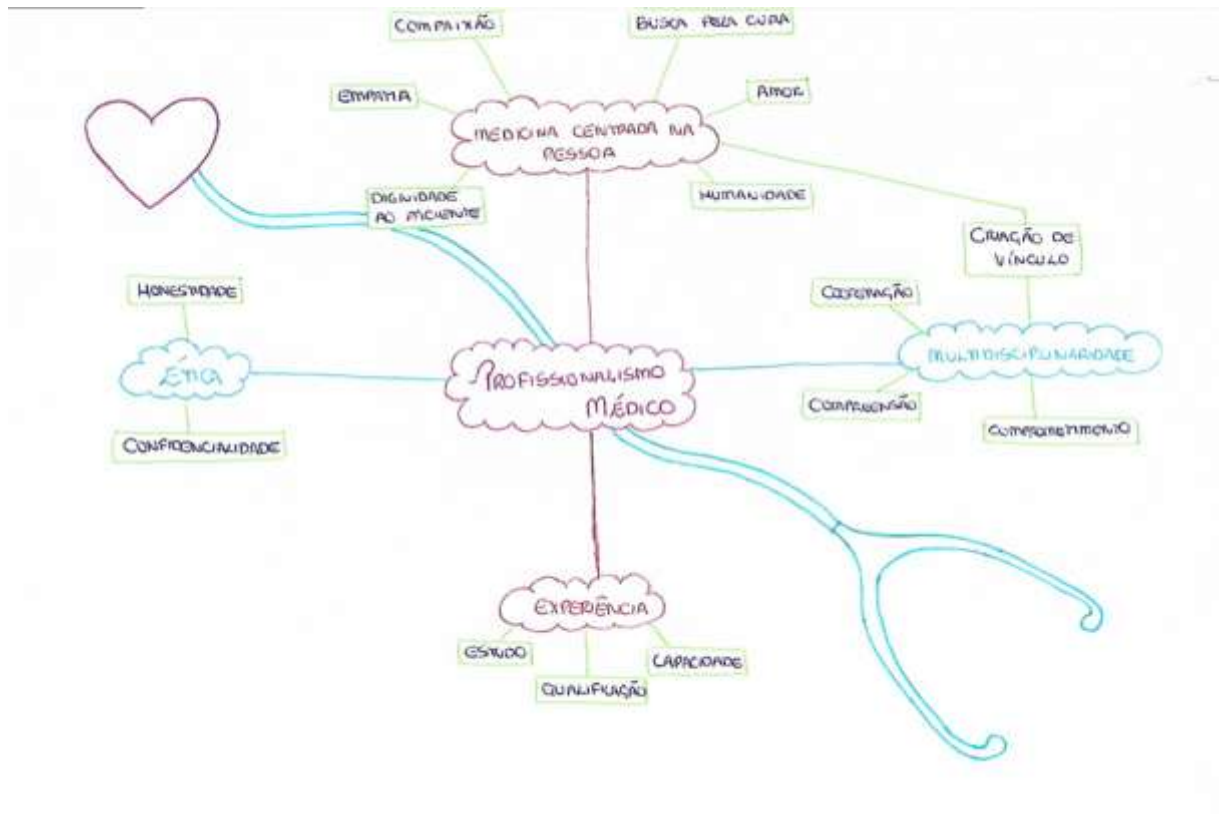 COMPAIXÃO
BUSCA PELA CURA
EMPATIA
AMOR
MEDICINA CENTRADA NA
PESSOA
DIGNIDADE
AO PACIENTE
HUMANIDADE
CRIAÇÃO DE
VÍNCULO
HONESTIDADE
COOPERAÇÃO
ÉTICA
PROFISSIONALISMO
MÉDICO
MULTIDISCIPLINARIDADE
COMPREENSÃO
COMPROMETIMENTO
CONFIDENCIALIDADE
EXPERIÊNCIA
ESTUDO
CAPACIDADE
QUALIFICAÇÃO